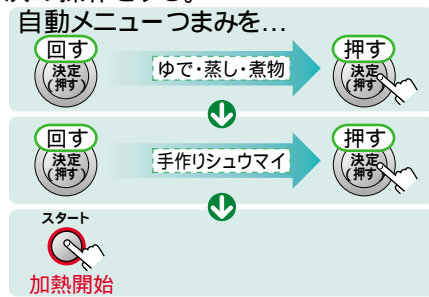 自動メニューつまみを…
回す
決定
(押す)
ゆで・蒸し・煮物
押す
決定
(押す)
回す
決定
(押す)
手作りシュウマイ
押す
決定
(押す)
スタート
加熱開始